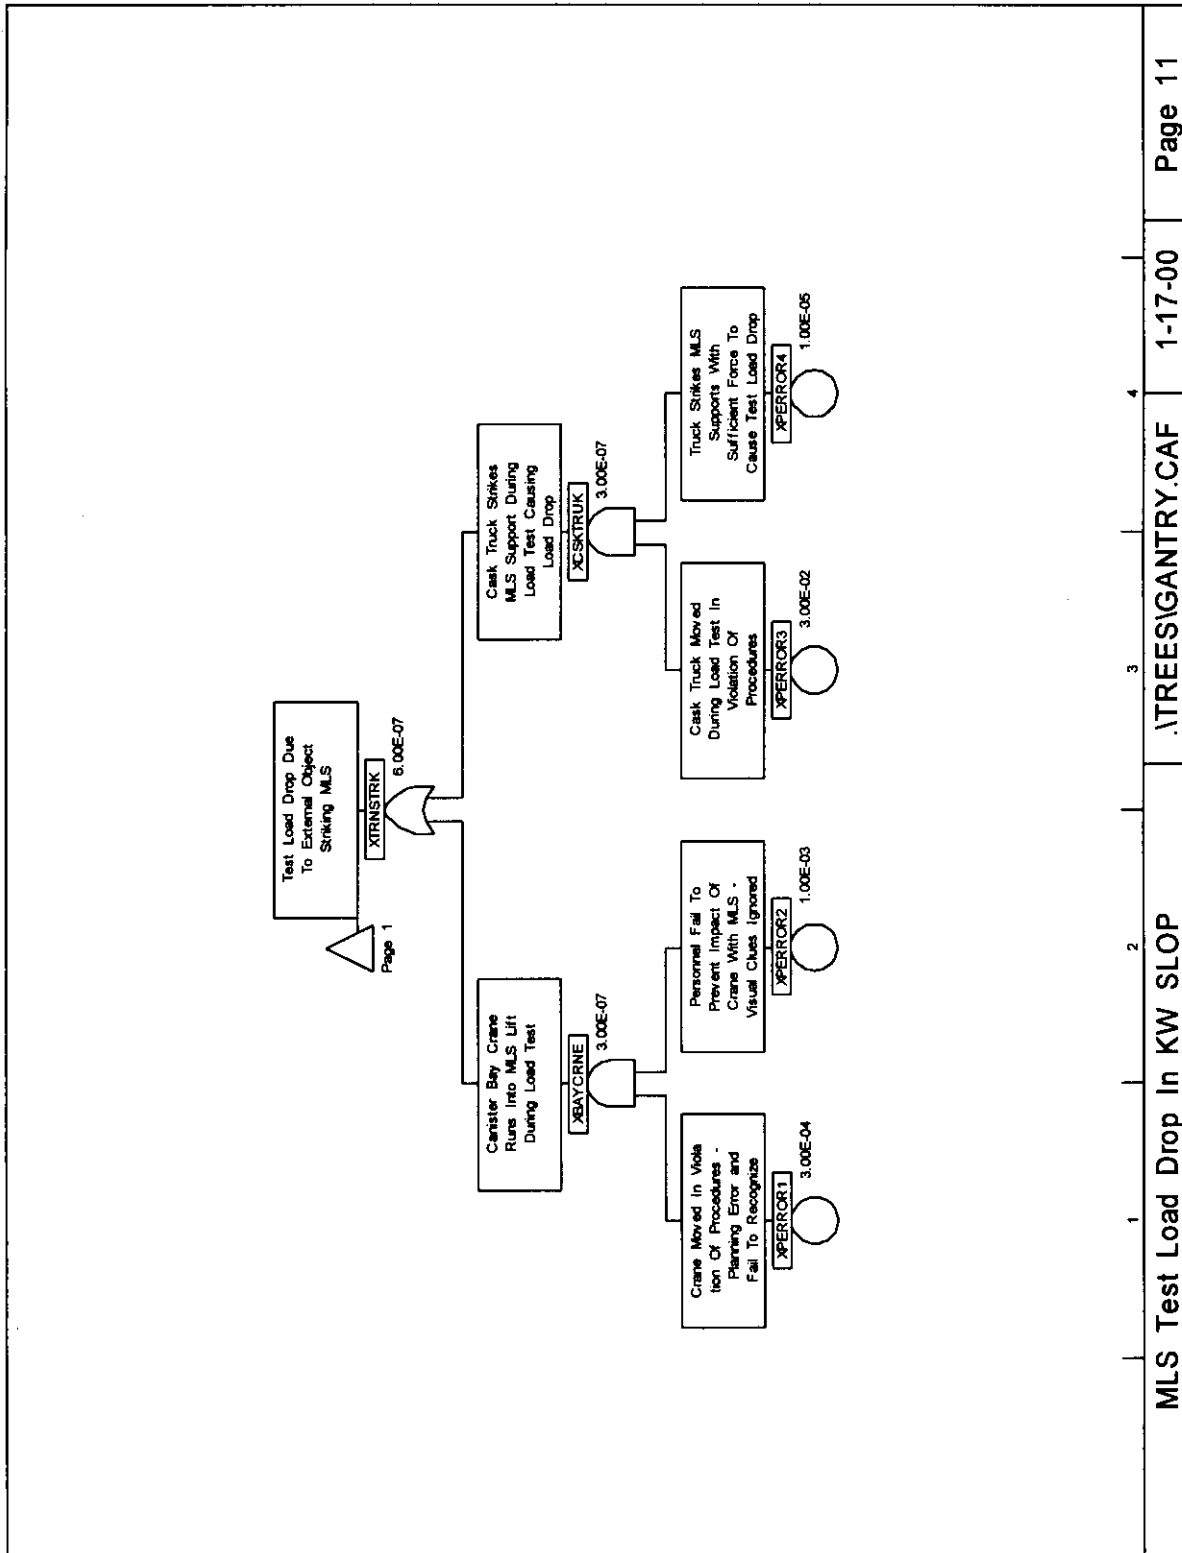 Test Load Drop Due
To External Object
Striking MLS
XTRNSTRK
6.00E-07
Page 1
Canister Bay Crane
Runs Into MLS Lift
During Load Test
XBAYCRNE
3.00E-07
Cask Truck Strikes
MLS Support During
Load Test Causing
Load Drop
XCSKTRUK
3.00E-07
Crane Moved In Viola
tion Of Procedures -
Planning Error and
Fail To Recognize
XPERROR1
3.00E-04
Personnel Fail To
Prevent Impact Of
Crane With MLS -
Visual Clues Ignored
XPERROR2
1.00E-03
Cask Truck Moved
During Load Test In
Violation Of
Procedures
XPERROR3
3.00E-02
Truck Strikes MLS
Supports With
Sufficient Force To
Cause Test Load Drop
XPERROR4
1.00E-05
1
2
3
4
MLS Test Load Drop In KW SLOP
.\TREES\GANTRY.CAF
1-17-00
Page 11